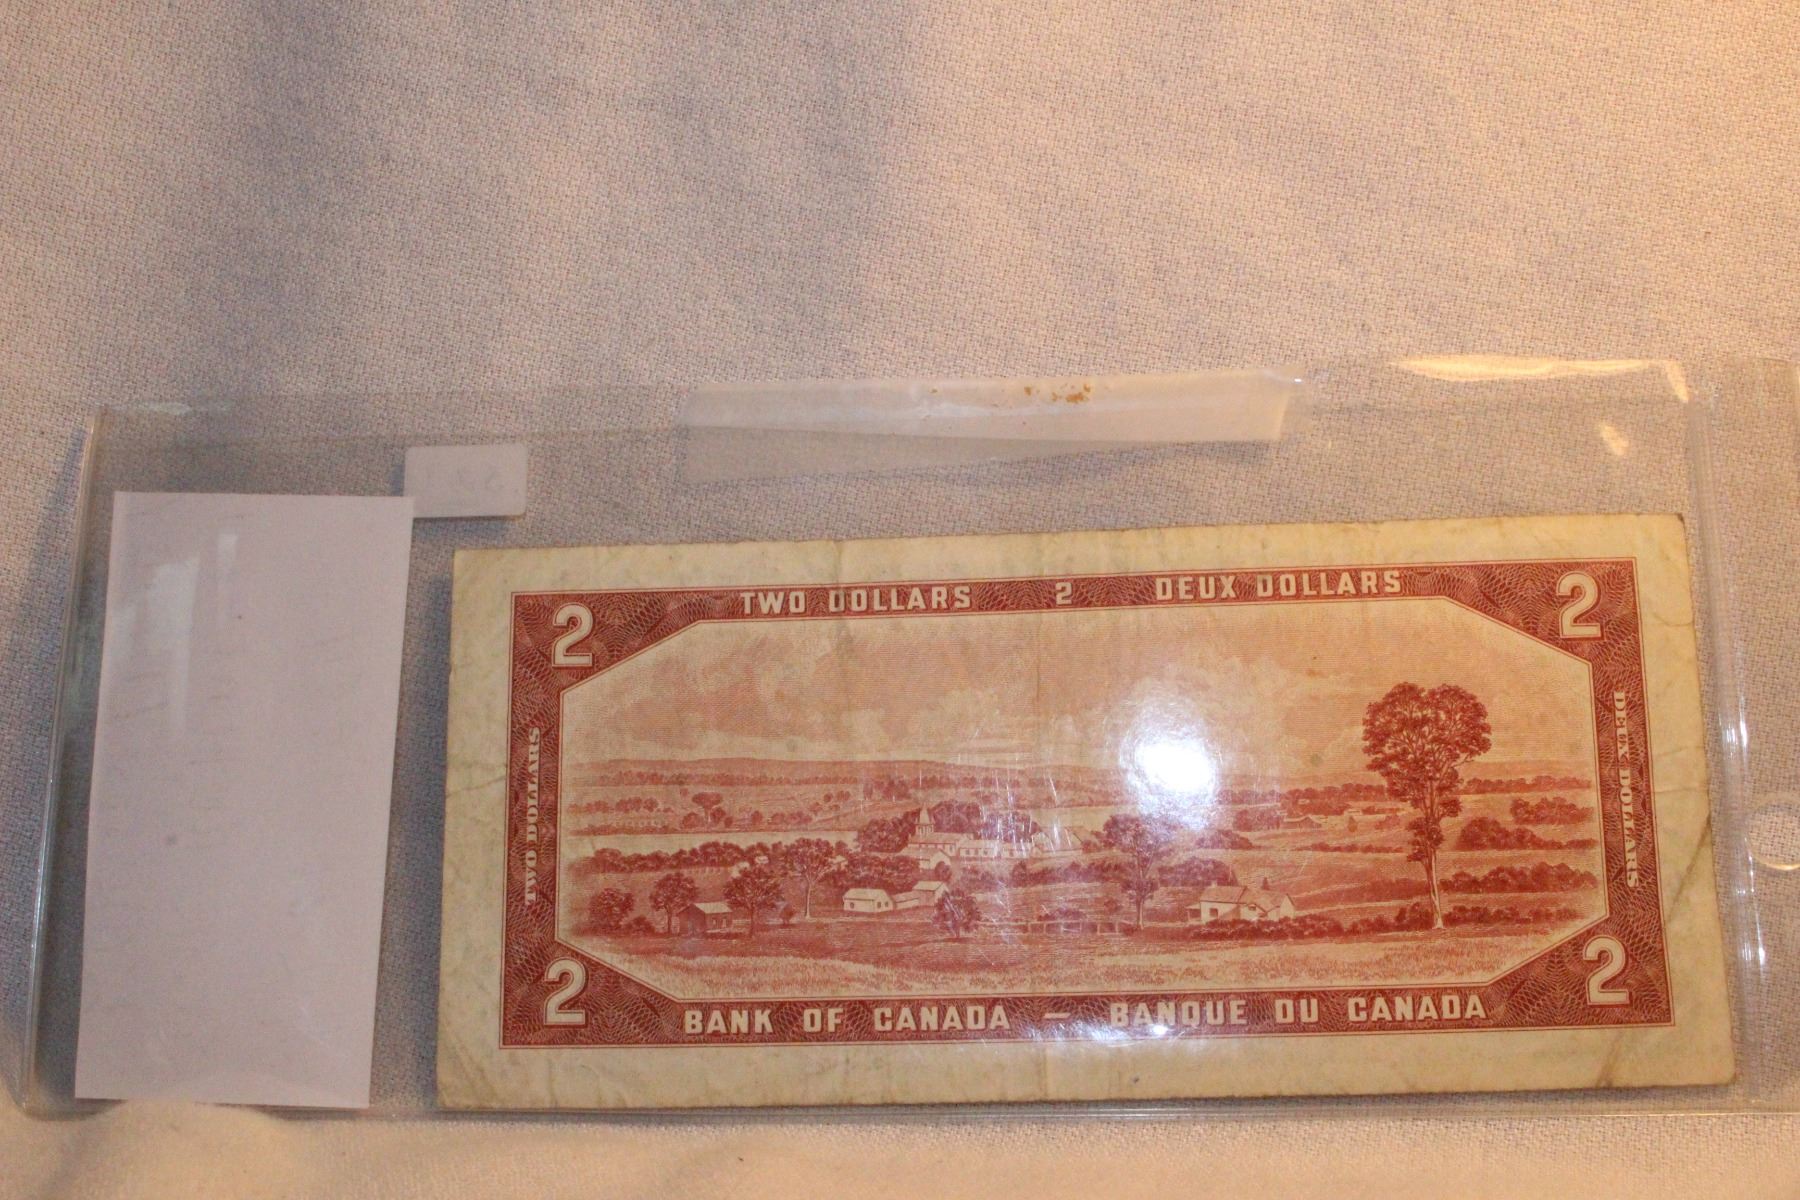 TWO DOLLARS 2 DEUX DOLLARS
2 2
TWO DOLLARS
DEUX DOLLARS
2 2
BANK OF CANADA — BANQUE DU CANADA